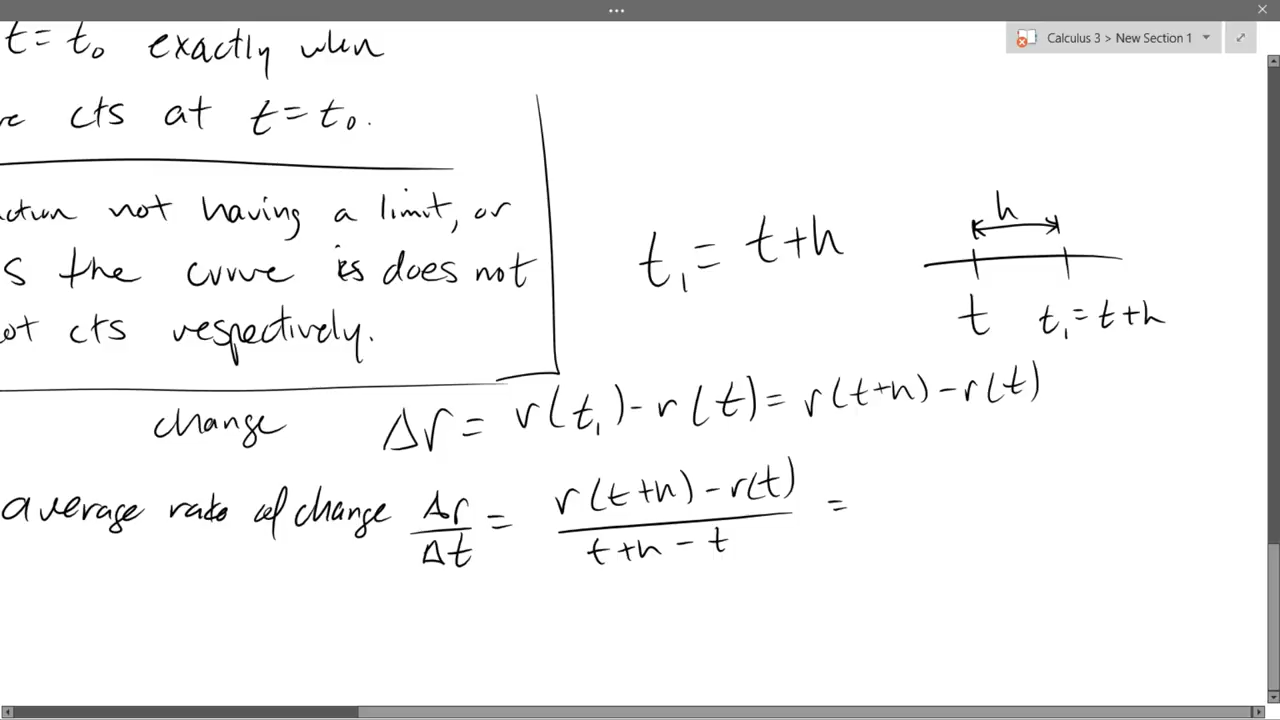 Calculus 3 > New Section 1
t = t₀ exactly when
cts at t = t₀.
not having a limit, or
the curve is does not
cts respectively.
t₁ = t+h
h
t t₁ = t+h
change Δr = r(t₁) - r(t) = r(t+h) - r(t)
average rate of change Δr/Δt = (r(t+h) - r(t))/(t+h - t) =